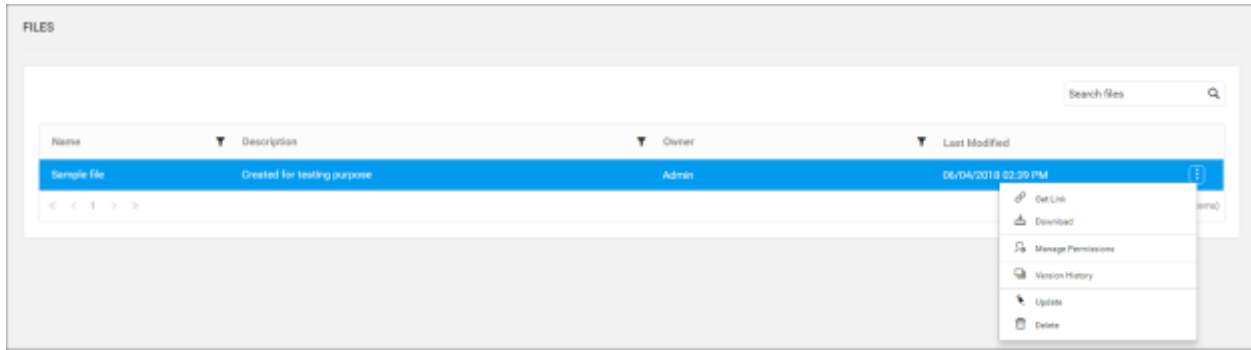 FILES
Search files
Name Description Owner Last Modified
Sample file Created for testing purpose Admin 06/04/2018 02:39 PM
1
Get Link
Download
Manage Permissions
Version History
Update
Delete